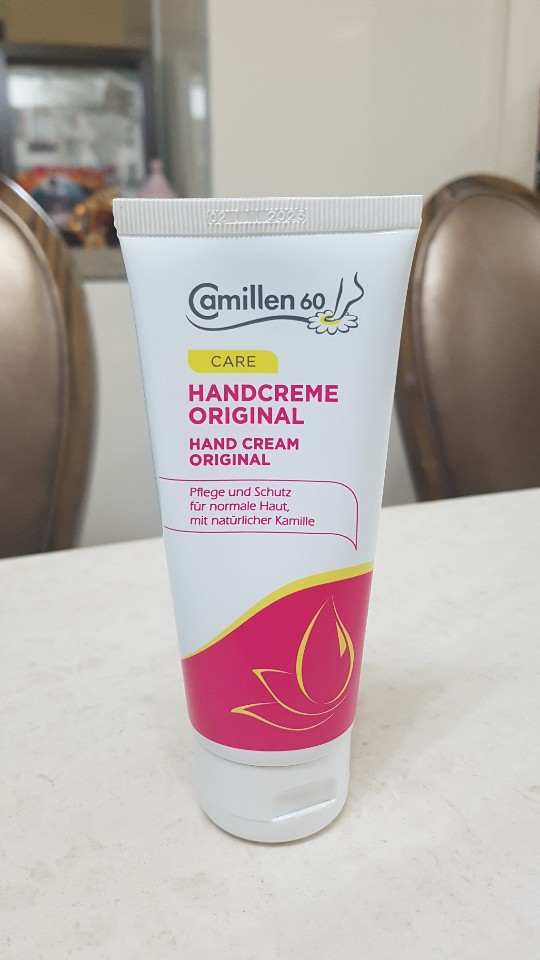 Camillen 60
CARE
HANDCREME
ORIGINAL
HAND CREAM
ORIGINAL
Pflege und Schutz
für normale Haut,
mit natürlicher Kamille